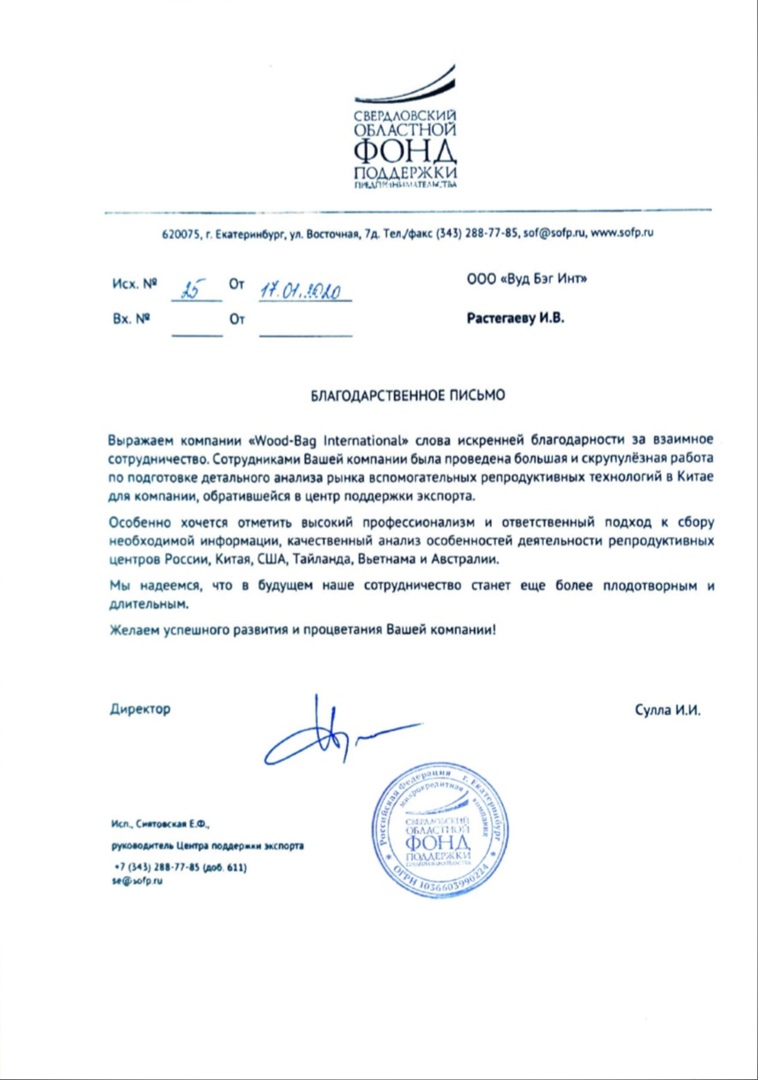 СВЕРДЛОВСКИЙ
ОБЛАСТНОЙ
ФОНД
ПОДДЕРЖКИ
ПРЕДПРИНИМАТЕЛЬСТВА
620075, г. Екатеринбург, ул. Восточная, 7д. Тел./факс (343) 288-77-85, sof@sofp.ru, www.sofp.ru
Исх. № 25 От 17.01.2020 ООО «Вуд Бэг Инт»
Вх. № От Растегаеву И.В.
БЛАГОДАРСТВЕННОЕ ПИСЬМО
Выражаем компании «Wood-Bag International» слова искренней благодарности за взаимное
сотрудничество. Сотрудниками Вашей компании была проведена большая и скрупулёзная работа
по подготовке детального анализа рынка вспомогательных репродуктивных технологий в Китае
для компании, обратившейся в центр поддержки экспорта.
Особенно хочется отметить высокий профессионализм и ответственный подход к сбору
необходимой информации, качественный анализ особенностей деятельности репродуктивных
центров России, Китая, США, Тайланда, Вьетнама и Австралии.
Мы надеемся, что в будущем наше сотрудничество станет еще более плодотворным и
длительным.
Желаем успешного развития и процветания Вашей компании!
Директор Сулла И.И.
Российская Федерация г. Екатеринбург
микрокредитная компания
СВЕРДЛОВСКИЙ
ОБЛАСТНОЙ
ФОНД
ПОДДЕРЖКИ
ПРЕДПРИНИМАТЕЛЬСТВА
* ОГРН 1036603990224 *
Исп., Снятовская Е.Ф.,
руководитель Центра поддержки экспорта
+7 (343) 288-77-85 (доб. 611)
se@sofp.ru